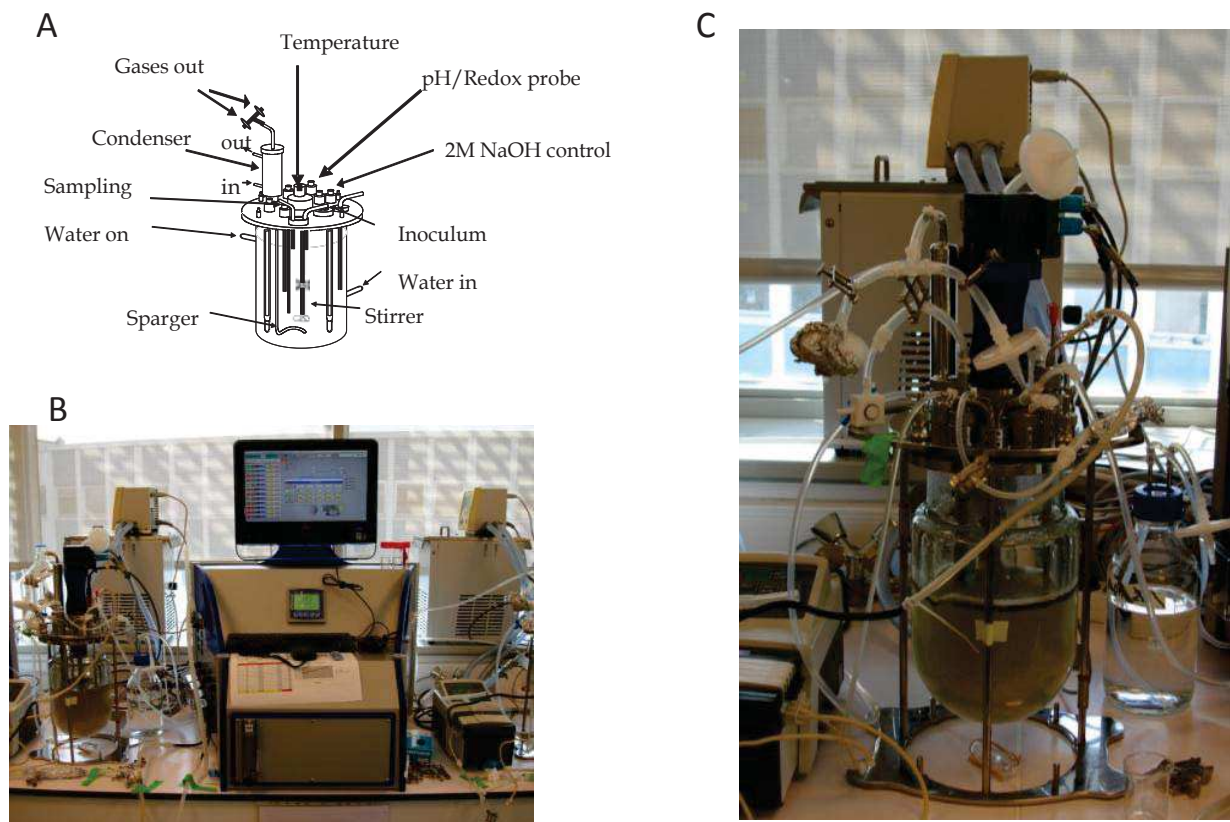 A
Temperature
Gases out
pH/Redox probe
Condenser
out
2M NaOH control
Sampling
in
Water on
Inoculum
Water in
Sparger
Stirrer
B
C